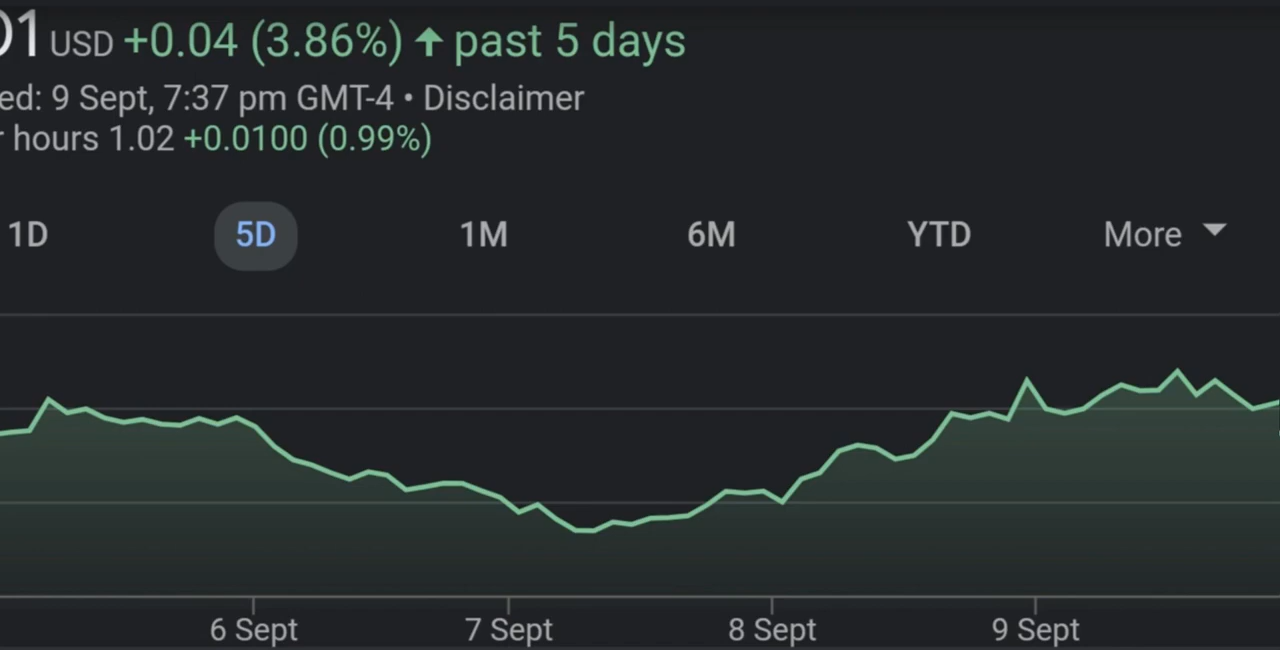 01 USD +0.04 (3.86%) ↑ past 5 days
ed: 9 Sept, 7:37 pm GMT-4 • Disclaimer
r hours 1.02 +0.0100 (0.99%)
1D 5D 1M 6M YTD More
6 Sept 7 Sept 8 Sept 9 Sept